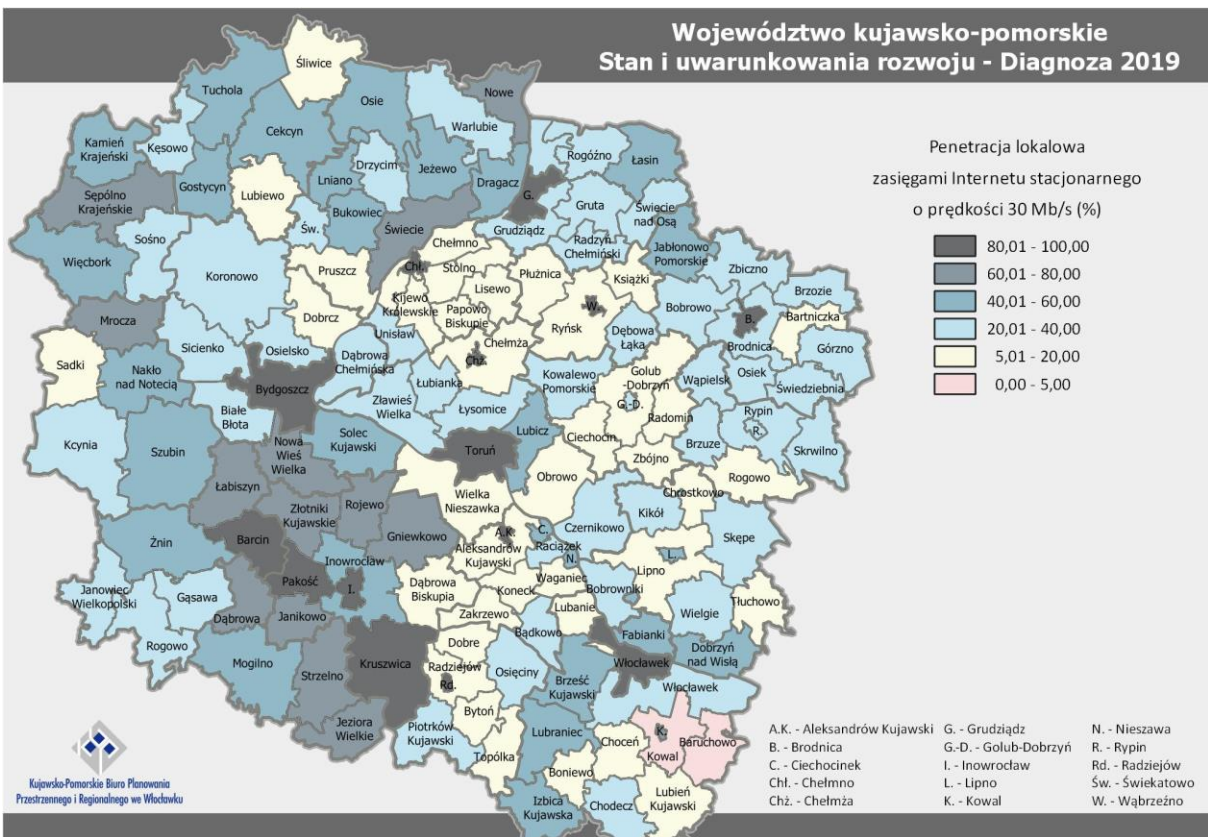 Województwo kujawsko-pomorskie
Stan i uwarunkowania rozwoju - Diagnoza 2019
Penetracja lokalowa
zasięgami Internetu stacjonarnego
o prędkości 30 Mb/s (%)
80,01 - 100,00
60,01 - 80,00
40,01 - 60,00
20,01 - 40,00
5,01 - 20,00
0,00 - 5,00
Śliwice
Tuchola
Osie
Nowe
Warlubie
Cekcyn
Kamień
Krajeński
Kęsowo
Rogóźno
Łasin
Drzycim
Jeżewo
Dragacz
G.
Gostycyn
Lubiewo
Lniano
Bukowiec
Sępólno
Krajeńskie
Gruta
Święcie
nad Osą
Św.
Świecie
Grudziądz
Radzyń
Chełmiński
Jabłonowo
Pomorskie
Sośno
Więcbork
Koronowo
Pruszcz
Chełmno
Chł.
Stolno
Płużnica
Książki
Zbiczno
Brzozie
Lisewo
Kijewo
Królewskie
Papowo
Biskupie
W.
Bobrowo
B.
Bartniczka
Mrocza
Dobrcz
Ryńsk
Unisław
Chełmża
Chż.
Dębowa
Łąka
Brodnica
Górzno
Sicienko
Osielsko
Dąbrowa
Chełmińska
Sadki
Nakło
nad Notecią
Bydgoszcz
Łubianka
Kowalewo
Pomorskie
Golub
-Dobrzyń
G.-D.
Wąpielsk
Osiek
Świedziebnia
Zławieś
Wielka
Łysomice
Białe
Błota
Radomin
Rypin
R.
Kcynia
Szubin
Nowa
Wieś
Wielka
Solec
Kujawski
Toruń
Lubicz
Ciechocin
Brzuze
Skrwilno
Zbójno
Łabiszyn
Obrowo
Rogowo
Złotniki
Kujawskie
Rojewo
Wielka
Nieszawka
Chrostkowo
Gniewkowo
Czernikowo
Kikół
Barcin
Żnin
A.K.
C.
Raciążek
N.
Skępe
Inowrocław
I.
Aleksandrów
Kujawski
L.
Lipno
Pakość
Janowiec
Wielkopolski
Gąsawa
Dąbrowa
Biskupia
Koneck
Waganiec
Bobrowniki
Tłuchowo
Dąbrowa
Janikowo
Zakrzewo
Lubanie
Wielgie
Rogowo
Bądkowo
Fabianki
Mogilno
Strzelno
Kruszwica
Dobre
Dobrzyń
nad Wisłą
Radziejów
Rd.
Osięciny
Brześć
Kujawski
Włocławek
Włocławek
Jeziora
Wielkie
Bytoń
Piotrków
Kujawski
Lubraniec
K.
Kowal
Baruchowo
Choceń
Topólka
Boniewo
Lubień
Kujawski
Izbica
Kujawska
Chodecz
Kujawsko-Pomorskie Biuro Planowania
Przestrzennego i Regionalnego we Włocławku
A.K. - Aleksandrów Kujawski
B. - Brodnica
C. - Ciechocinek
Chł. - Chełmno
Chż. - Chełmża
G. - Grudziądz
G.-D. - Golub-Dobrzyń
I. - Inowrocław
L. - Lipno
K. - Kowal
N. - Nieszawa
R. - Rypin
Rd. - Radziejów
Św. - Świekatowo
W. - Wąbrzeźno